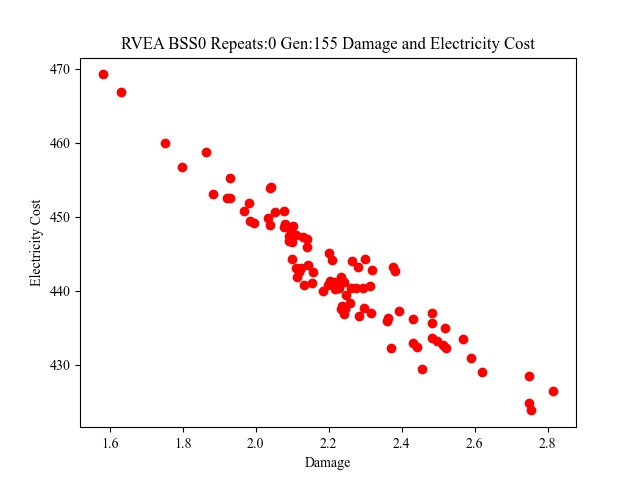 RVEA BSS0 Repeats:0 Gen:155 Damage and Electricity Cost
470
460
450
440
430
Electricity Cost
1.6 1.8 2.0 2.2 2.4 2.6 2.8
Damage